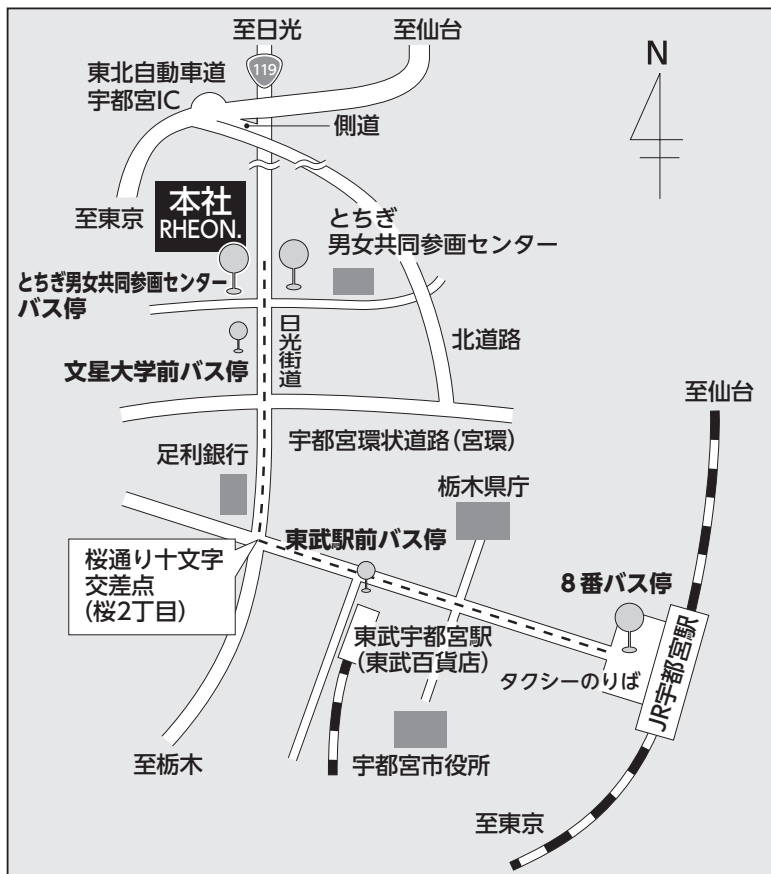 至日光
至仙台
119
東北自動車道
宇都宮IC
側道
N
至東京
本社
RHEON.
とちぎ
男女共同参画センター
とちぎ男女共同参画センター
バス停
日光街道
北道路
文星大学前バス停
至仙台
宇都宮環状道路(宮環)
足利銀行
栃木県庁
東武駅前バス停
桜通り十文字
交差点
(桜2丁目)
8番バス停
東武宇都宮駅
(東武百貨店)
タクシーのりば
JR宇都宮駅
至栃木
宇都宮市役所
至東京